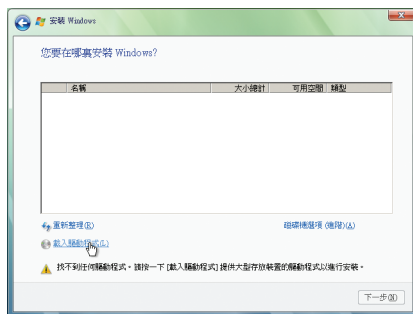 安裝 Windows
您要在哪裏安裝 Windows?
名稱 大小總計 可用空間 類型
重新整理(R) 磁碟機選項 (進階)(A)
載入驅動程式(L)
找不到任何驅動程式。請按一下 [載入驅動程式] 提供大型存放裝置的驅動程式以進行安裝。
下一步(N)